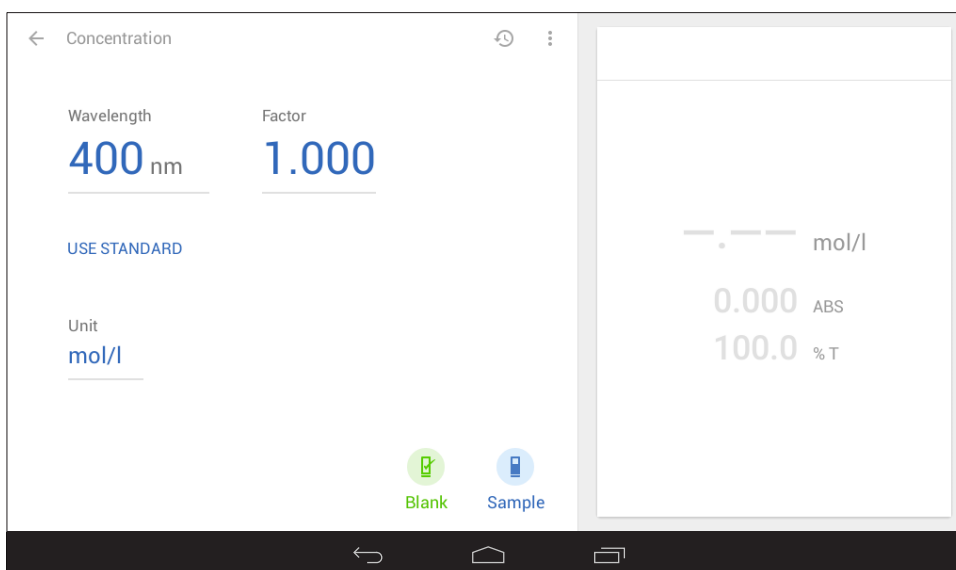 Concentration
Wavelength
Factor
400 nm
1.000
USE STANDARD
Unit
mol/l
Blank
Sample
-.-- mol/l
0.000 ABS
100.0 % T